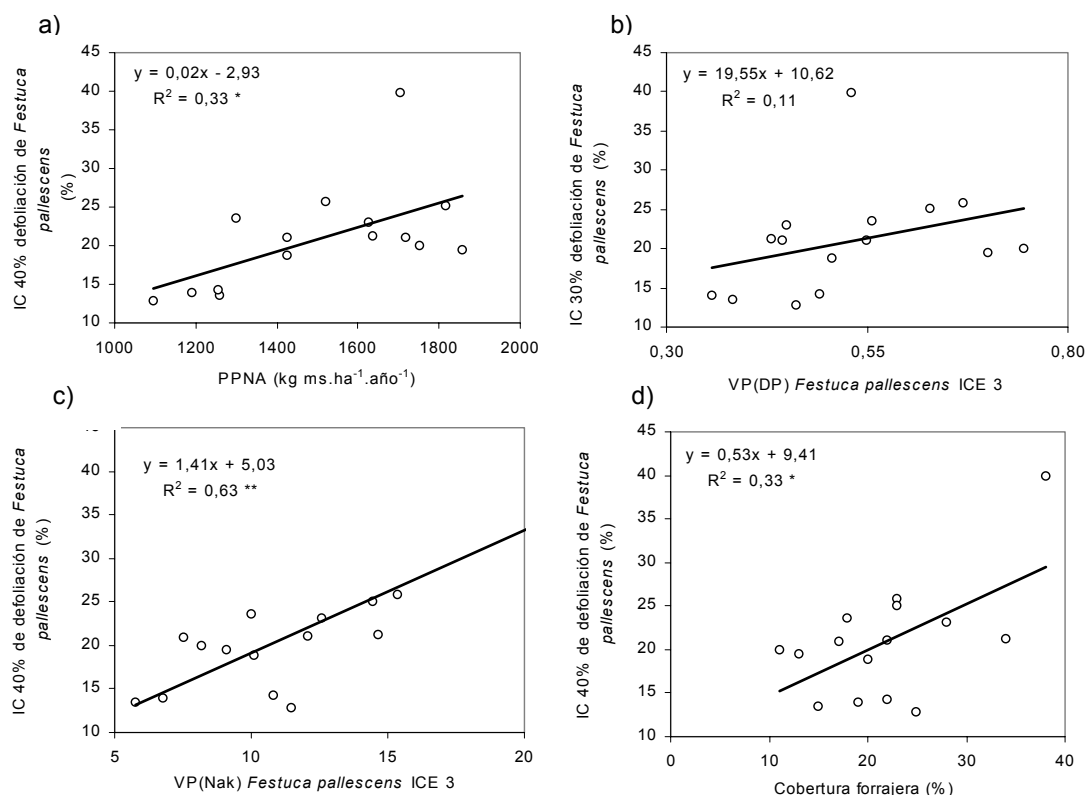 a)
IC 40% defoliación de Festuca
pallescens
(%)
45
40
35
30
25
20
15
10
y = 0,02x - 2,93
R² = 0,33 *
1000 1200 1400 1600 1800 2000
PPNA (kg ms.ha⁻¹.año⁻¹)
b)
IC 30% defoliación de Festuca
pallescens (%)
45
40
35
30
25
20
15
10
y = 19,55x + 10,62
R² = 0,11
0,30 0,55 0,80
VP(DP) Festuca pallescens ICE 3
c)
IC 40% de defoliación de Festuca
pallescens (%)
45
40
35
30
25
20
15
10
y = 1,41x + 5,03
R² = 0,63 **
5 10 15 20
VP(Nak) Festuca pallescens ICE 3
d)
IC 40% de defoliación de Festuca
pallescens (%)
45
40
35
30
25
20
15
10
y = 0,53x + 9,41
R² = 0,33 *
0 10 20 30 40
Cobertura forrajera (%)